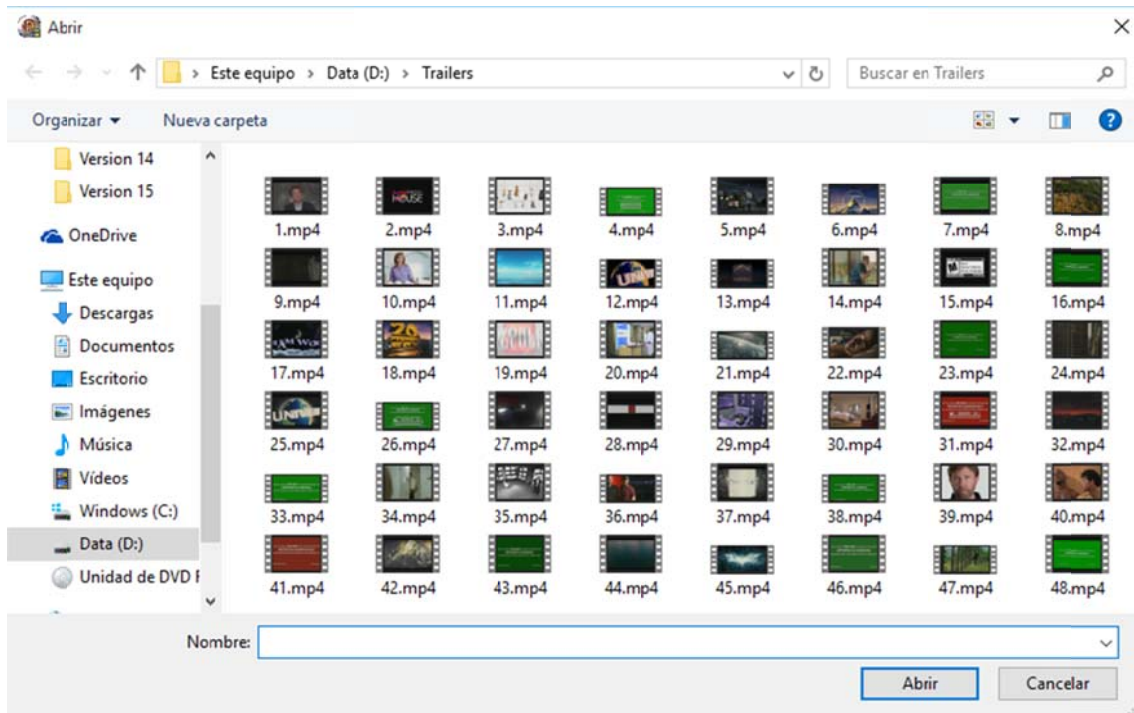 Abrir
Este equipo > Data (D:) > Trailers
Buscar en Trailers
Organizar
Nueva carpeta
Version 14
Version 15
OneDrive
Este equipo
Descargas
Documentos
Escritorio
Imágenes
Música
Vídeos
Windows (C:)
Data (D:)
Unidad de DVD
HOUSE
1.mp4 2.mp4 3.mp4 4.mp4 5.mp4 6.mp4 7.mp4 8.mp4
9.mp4 10.mp4 11.mp4 12.mp4 13.mp4 14.mp4 15.mp4 16.mp4
17.mp4 18.mp4 19.mp4 20.mp4 21.mp4 22.mp4 23.mp4 24.mp4
25.mp4 26.mp4 27.mp4 28.mp4 29.mp4 30.mp4 31.mp4 32.mp4
33.mp4 34.mp4 35.mp4 36.mp4 37.mp4 38.mp4 39.mp4 40.mp4
41.mp4 42.mp4 43.mp4 44.mp4 45.mp4 46.mp4 47.mp4 48.mp4
Nombre:
Abrir
Cancelar